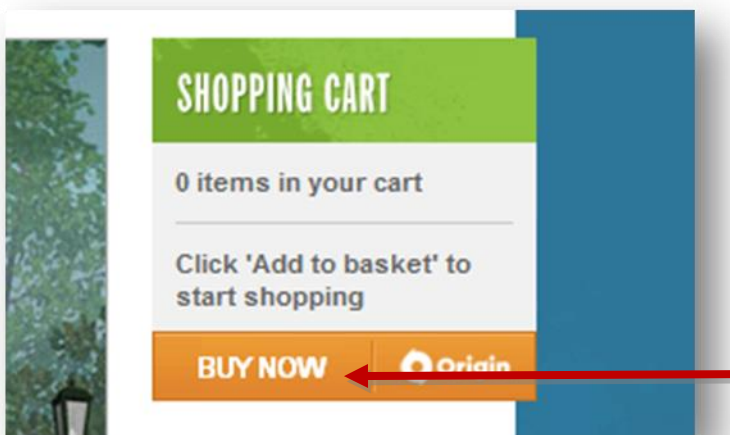 SHOPPING CART
0 items in your cart
Click 'Add to basket' to
start shopping
BUY NOW Origin